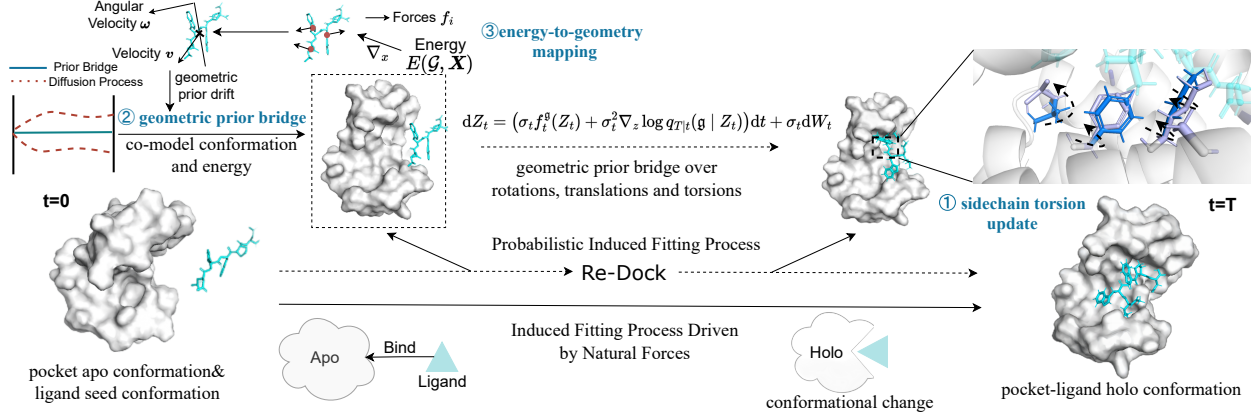 Angular
Velocity ω
Velocity v
geometric
prior drift
Forces f_i
∇_x
Energy
E(𝒢, X)
③energy-to-geometry
mapping
Prior Bridge
Diffusion Process
② geometric prior bridge
co-model conformation
and energy
dZ_t = (σ_t f_t^𝔤(Z_t) + σ_t^2 ∇_z log q_{T|t}(𝔤 | Z_t))dt + σ_t dW_t
geometric prior bridge over
rotations, translations and torsions
① sidechain torsion
update
t=0
t=T
Probabilistic Induced Fitting Process
Re-Dock
Induced Fitting Process Driven
by Natural Forces
Apo
Bind
Ligand
Holo
conformational change
pocket apo conformation&
ligand seed conformation
pocket-ligand holo conformation